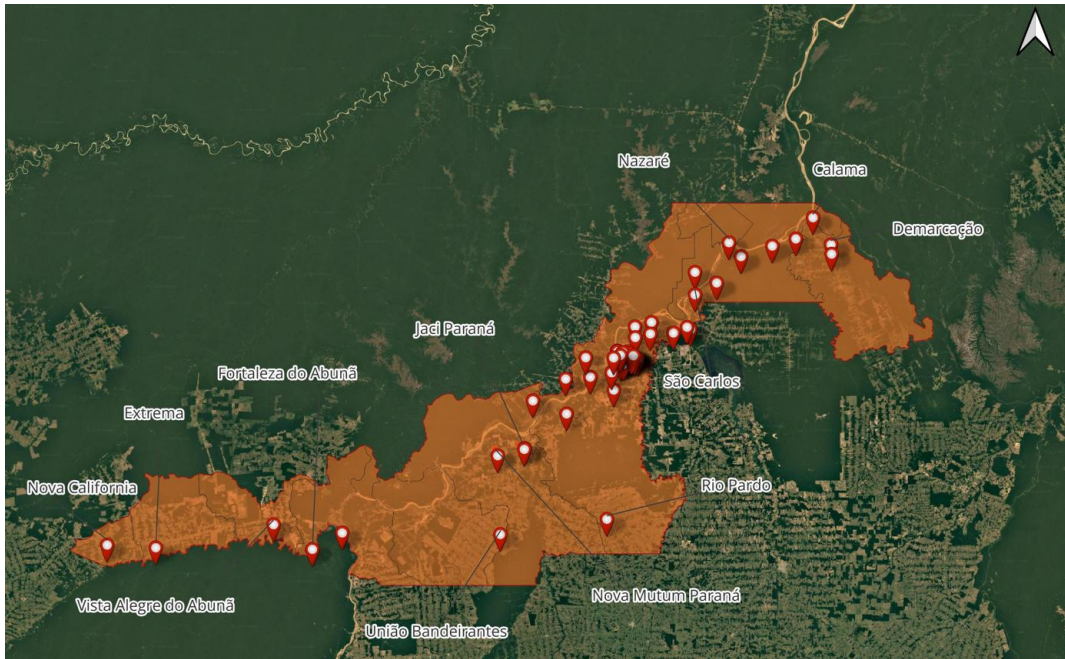 Nazaré
Calama
Demarcação
Jaci Paraná
Fortaleza do Abunã
São Carlos
Extrema
Nova California
Rio Pardo
Vista Alegre do Abunã
Nova Mutum Paraná
União Bandeirantes